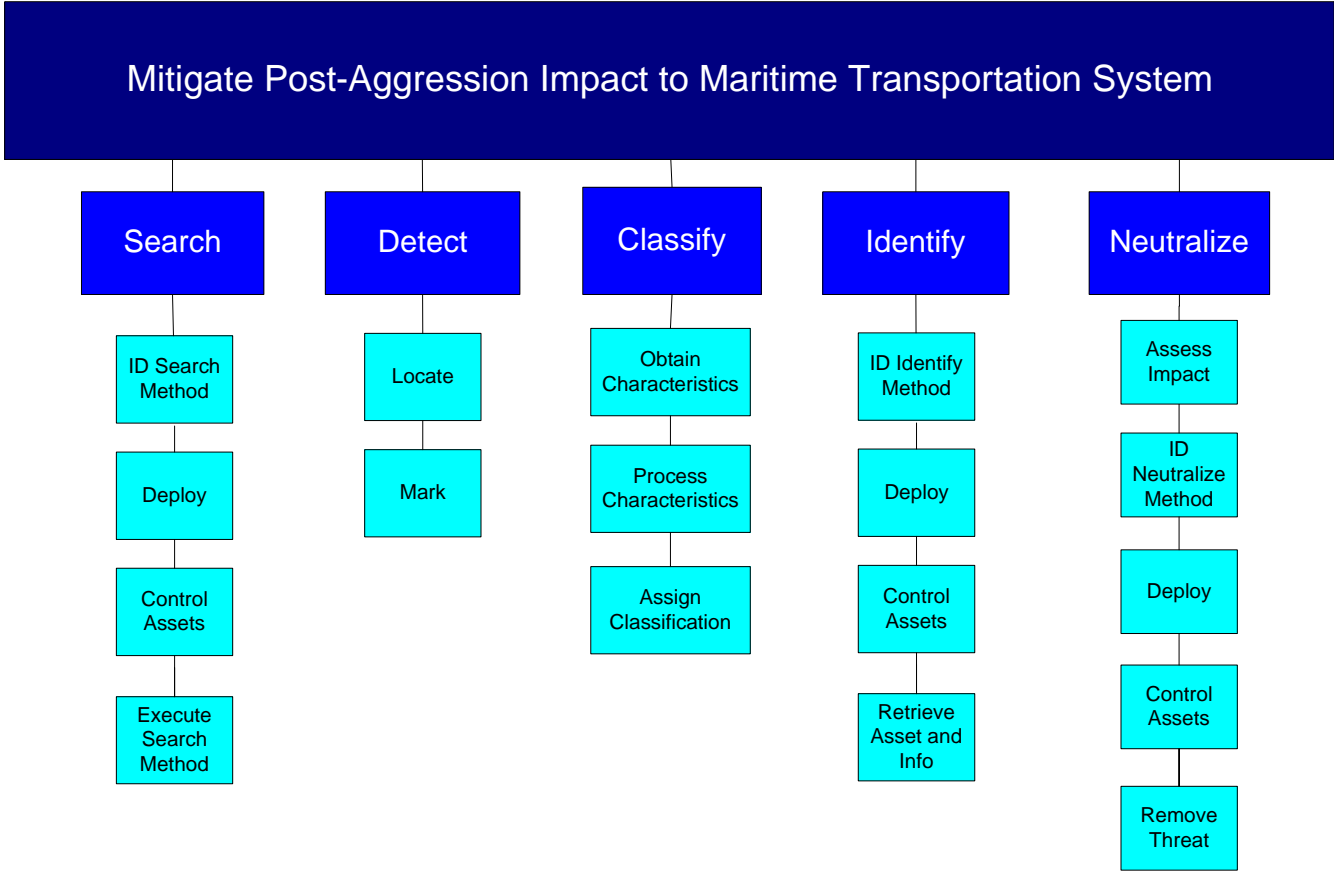 Mitigate Post-Aggression Impact to Maritime Transportation System
Search
Detect
Classify
Identify
Neutralize
ID Search
Method
Deploy
Control
Assets
Execute
Search
Method
Locate
Mark
Obtain
Characteristics
Process
Characteristics
Assign
Classification
ID Identify
Method
Deploy
Control
Assets
Retrieve
Asset and
Info
Assess
Impact
ID
Neutralize
Method
Deploy
Control
Assets
Remove
Threat